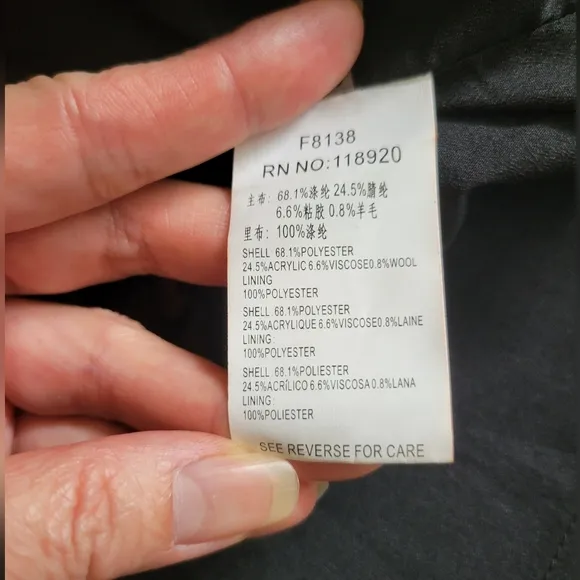 F8138
RN NO:118920
主布: 68.1%涤纶 24.5%腈纶
6.6%粘胶 0.8%羊毛
里布: 100%涤纶
SHELL :68.1%POLYESTER
24.5%ACRYLIC 6.6%VISCOSE0.8%WOOL
LINING
100%POLYESTER
SHELL :68.1%POLYESTER
24.5%ACRYLIQUE 6.6%VISCOSE0.8%LAINE
LINING:
100%POLYESTER
SHELL :68.1%POLIESTER
24.5%ACRÍLICO 6.6%VISCOSA 0.8%LANA
LINING:
100%POLIESTER
SEE REVERSE FOR CARE